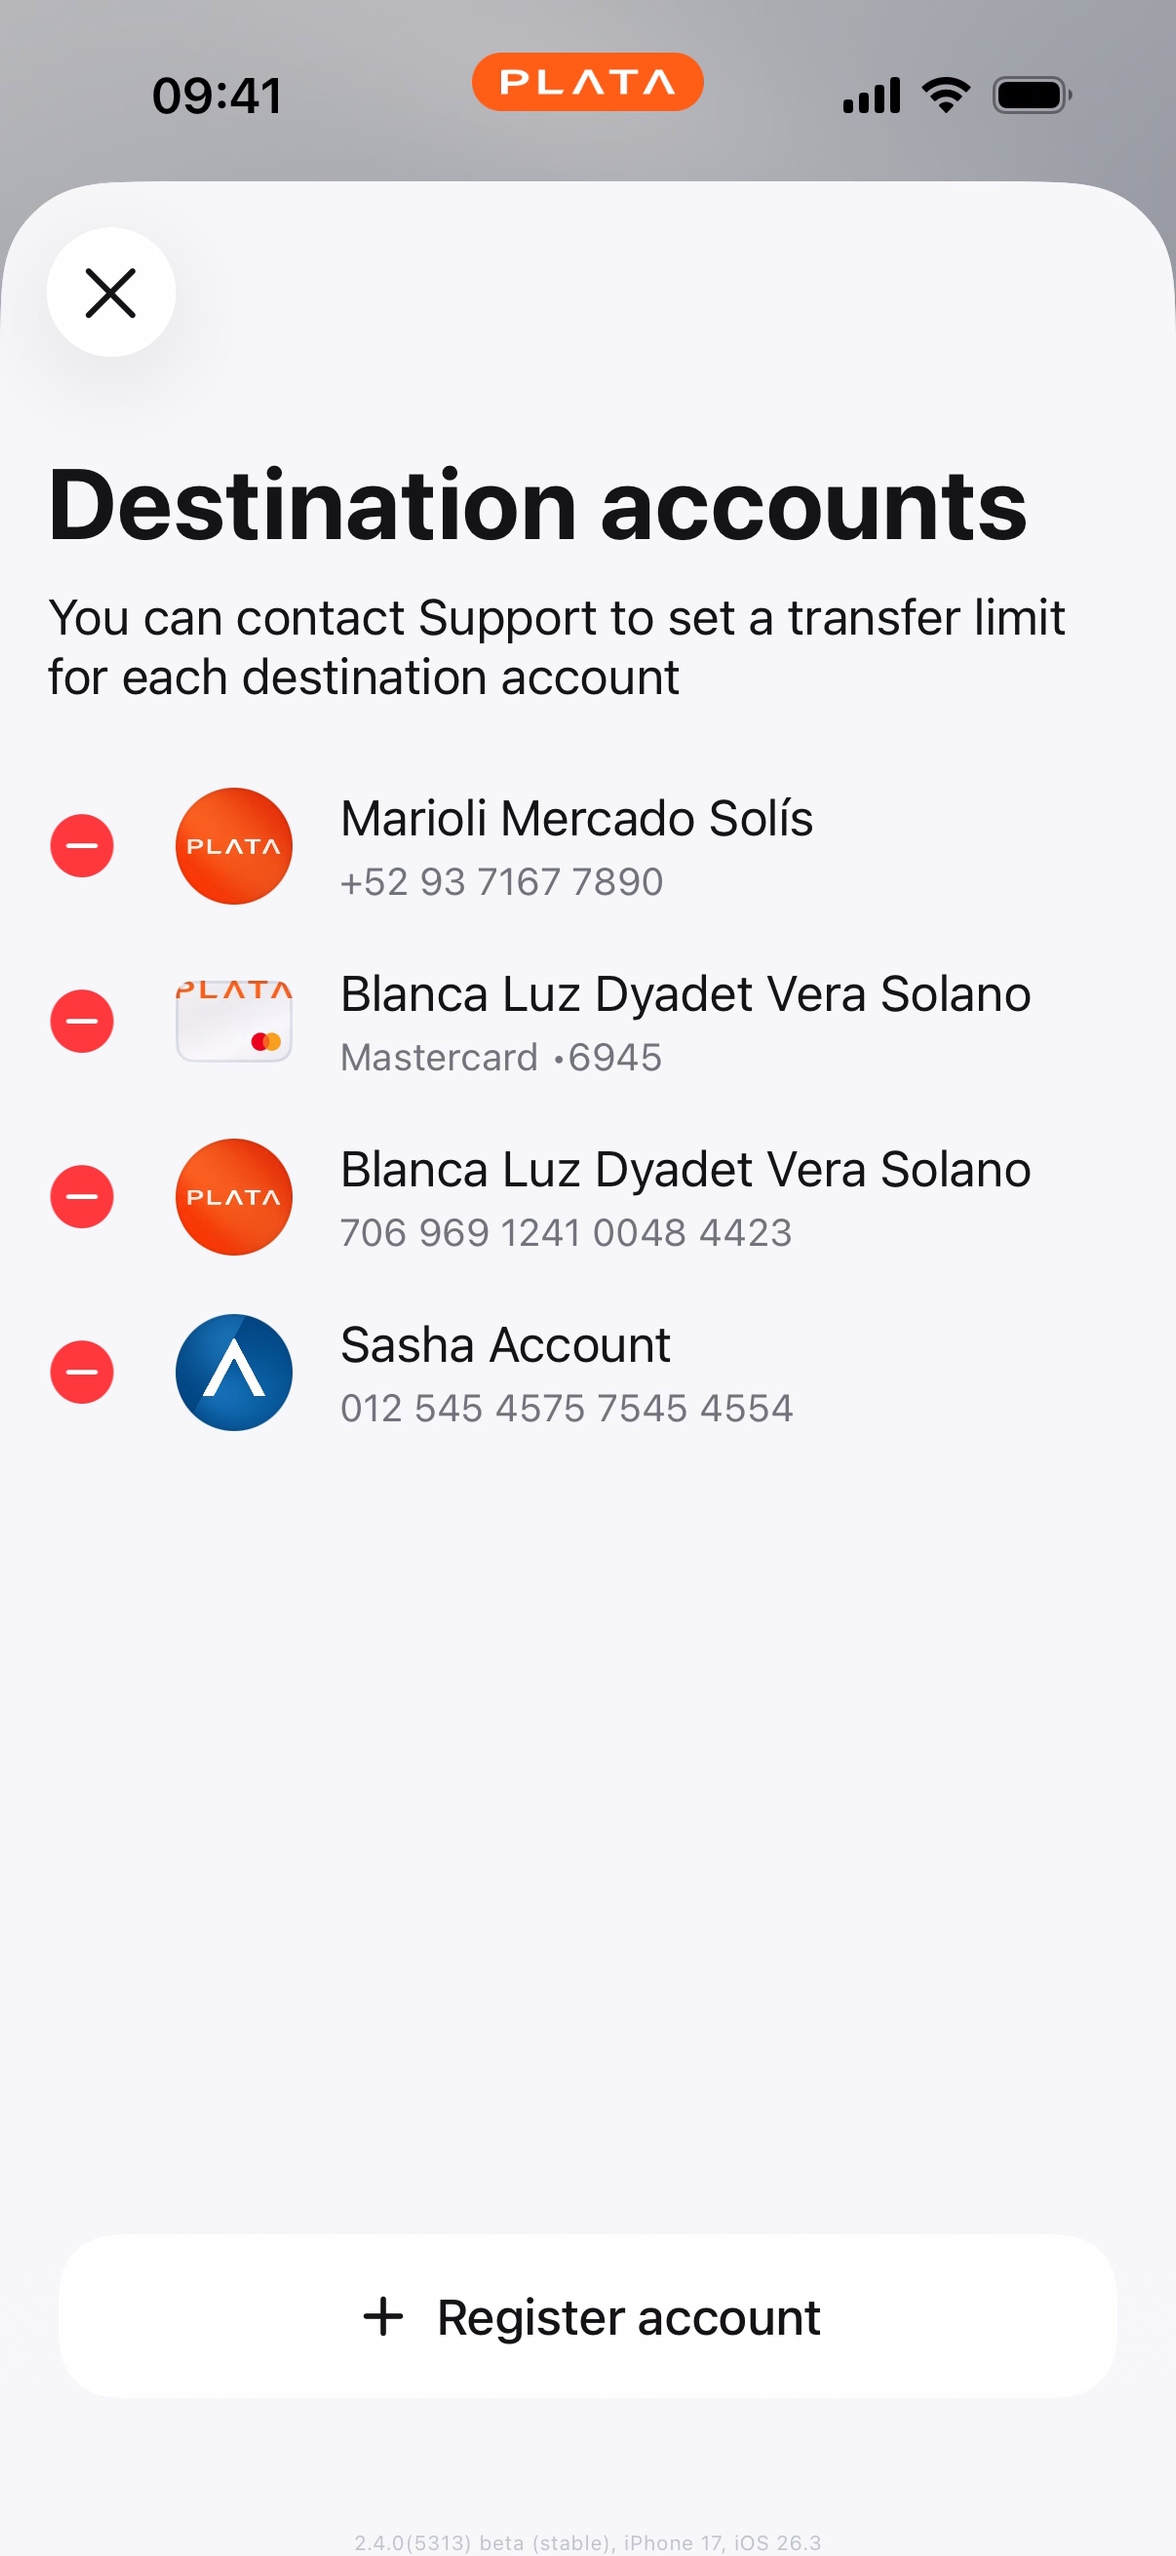 09:41
PLATA
Destination accounts
You can contact Support to set a transfer limit
for each destination account
PLATA
Marioli Mercado Solís
+52 93 7167 7890
PLATA
Blanca Luz Dyadet Vera Solano
Mastercard •6945
PLATA
Blanca Luz Dyadet Vera Solano
706 969 1241 0048 4423
Sasha Account
012 545 4575 7545 4554
+ Register account
2.4.0(5313) beta (stable), iPhone 17, iOS 26.3